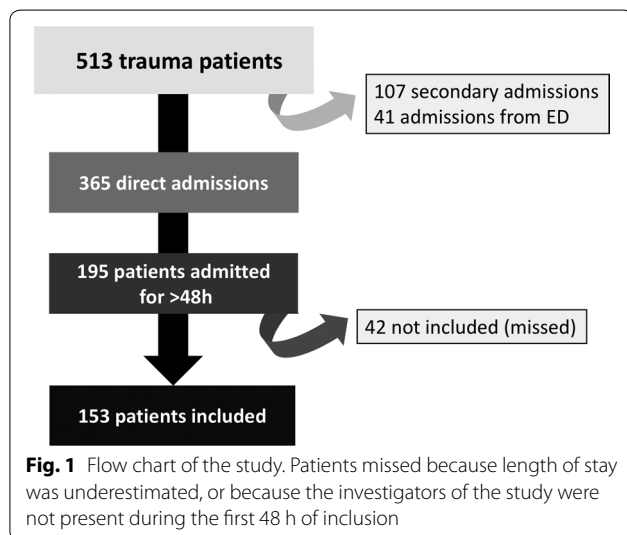 513 trauma patients
107 secondary admissions
41 admissions from ED
365 direct admissions
195 patients admitted
for >48h
42 not included (missed)
153 patients included
Fig. 1 Flow chart of the study. Patients missed because length of stay
was underestimated, or because the investigators of the study were
not present during the first 48 h of inclusion